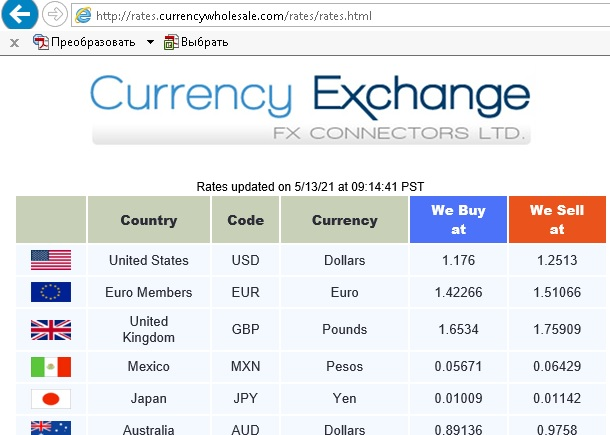 http://rates.currencywholesale.com/rates/rates.html
x Преобразовать Выбрать
Currency Exchange
FX CONNECTORS LTD.
Rates updated on 5/13/21 at 09:14:41 PST
Country Code Currency We Buy at We Sell at
United States USD Dollars 1.176 1.2513
Euro Members EUR Euro 1.42266 1.51066
United Kingdom GBP Pounds 1.6534 1.75909
Mexico MXN Pesos 0.05671 0.06429
Japan JPY Yen 0.01009 0.01142
Australia AUD Dollars 0.89136 0.9758